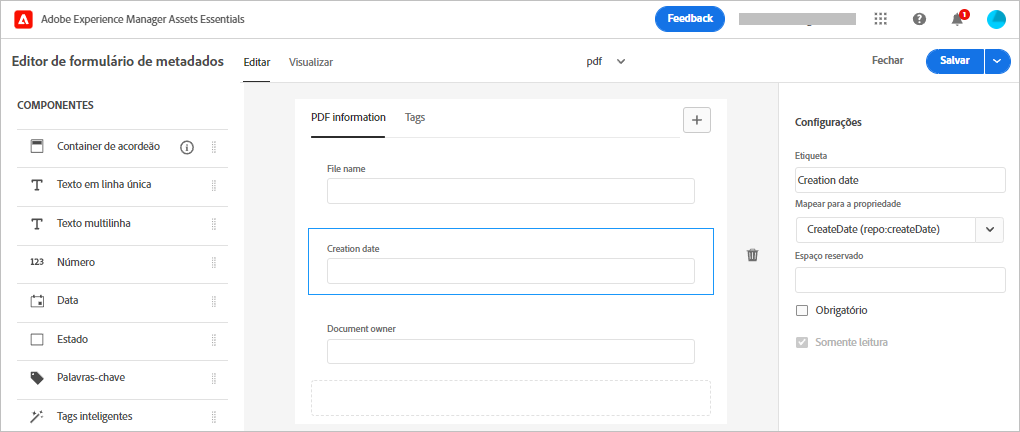 Adobe Experience Manager Assets Essentials
Feedback
1
Editor de formulário de metadados
Editar
Visualizar
pdf
Fechar
Salvar
COMPONENTES
Container de acordeão
Texto em linha única
Texto multilinha
123 Número
Data
Estado
Palavras-chave
Tags inteligentes
PDF information
Tags
File name
Creation date
Document owner
Configurações
Etiqueta
Creation date
Mapear para a propriedade
CreateDate (repo:createDate)
Espaço reservado
Obrigatório
Somente leitura